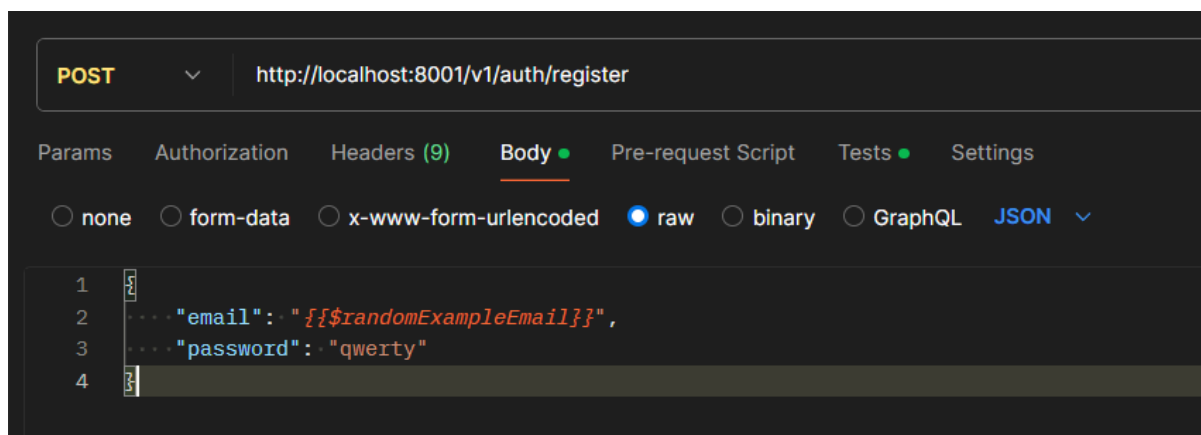 POST http://localhost:8001/v1/auth/register
Params Authorization Headers (9) Body Pre-request Script Tests Settings
none form-data x-www-form-urlencoded raw binary GraphQL JSON
1 {
2 "email": "{{$randomExampleEmail}}",
3 "password": "qwerty"
4 }